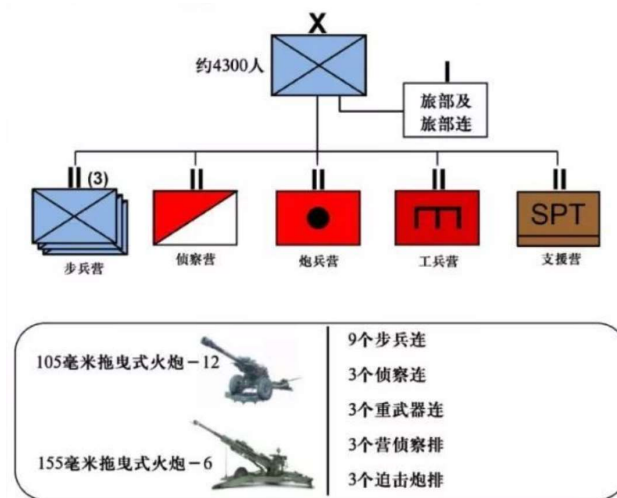 X
约4300人
I
旅部及
旅部连
II (3)
II
II
II
II
SPT
步兵营
侦察营
炮兵营
工兵营
支援营
105毫米拖曳式火炮－12
155毫米拖曳式火炮－6
9个步兵连
3个侦察连
3个重武器连
3个营侦察排
3个迫击炮排